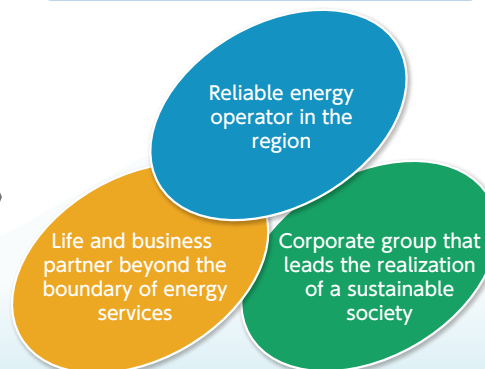 Reliable energy
operator in the
region
Life and business
partner beyond the
boundary of energy
services
Corporate group that
leads the realization
of a sustainable
society